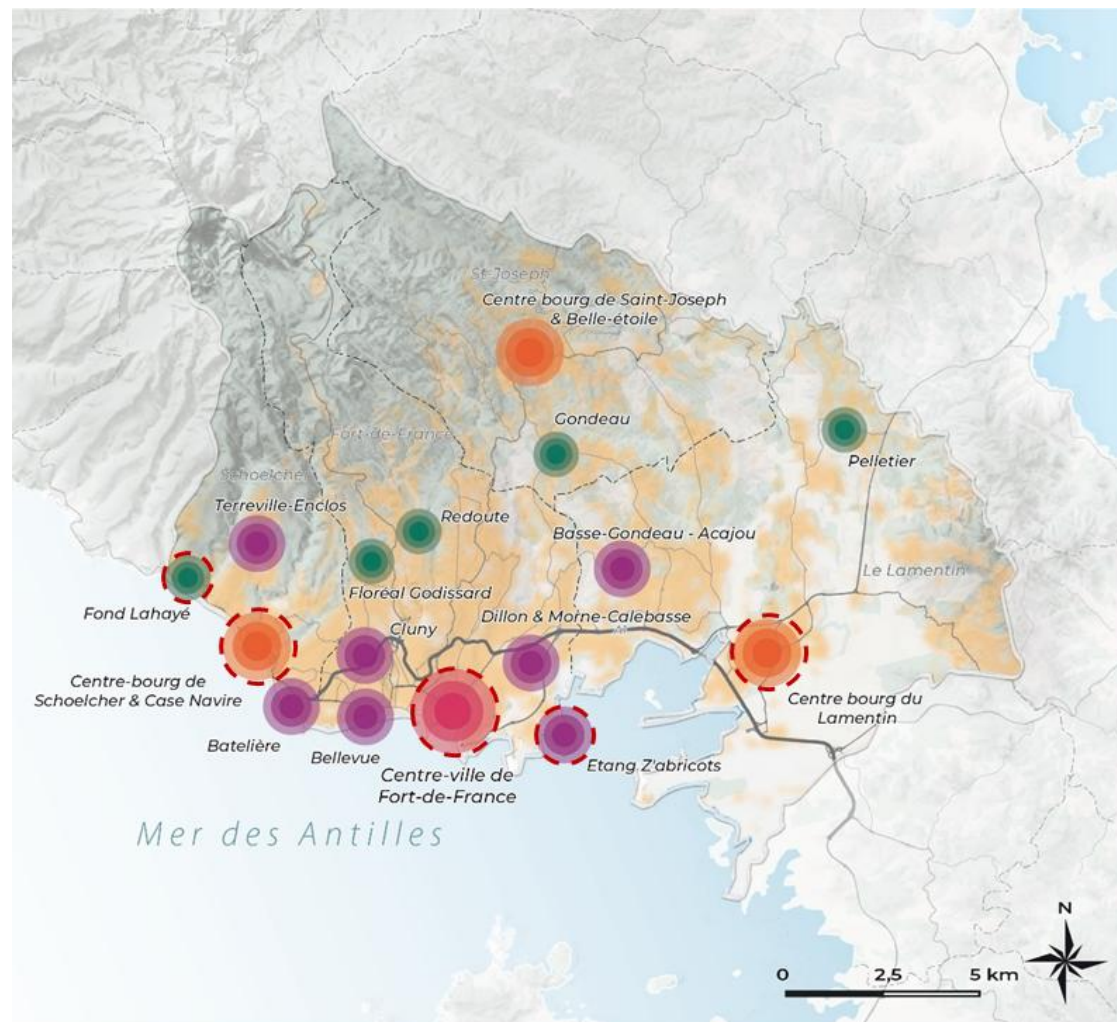 St-Joseph
Centre bourg de Saint-Joseph
& Belle-étoile
Gondeau
Fort-de-France
Pelletier
Schoelcher
Terreville-Enclos
Redoute
Basse-Gondeau - Acajou
Le Lamentin
Floréal Godissard
Fond Lahayé
Dillon & Morne-Calebasse
Cluny
Centre-bourg de
Schoelcher & Case Navire
Centre bourg du
Lamentin
Batelière
Bellevue
Etang Z'abricots
Centre-ville de
Fort-de-France
Mer des Antilles
N
0 2,5 5 km